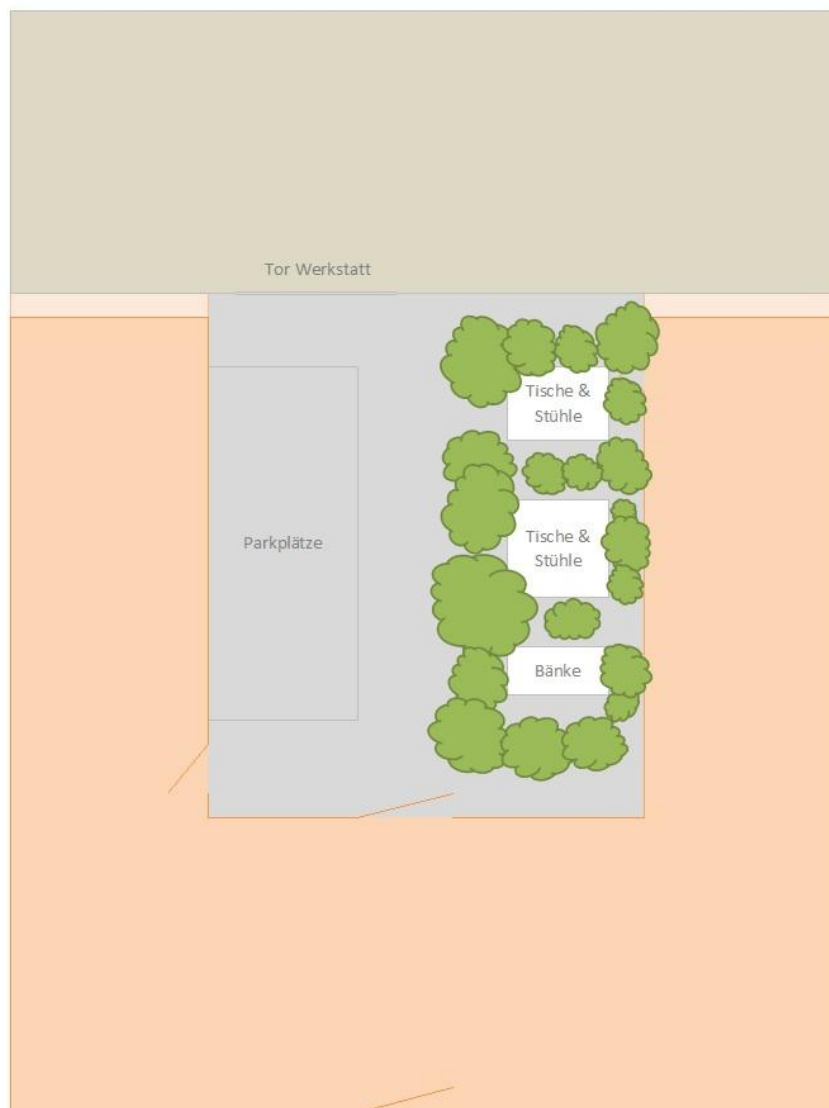 Tor Werkstatt
Tische &
Stühle
Parkplätze
Tische &
Stühle
Bänke